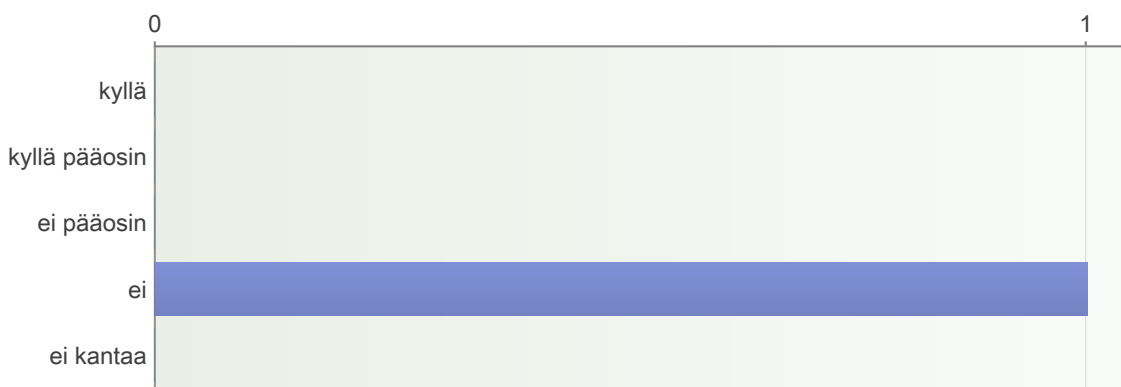 0 1
kyllä
kyllä pääosin
ei pääosin
ei
ei kantaa